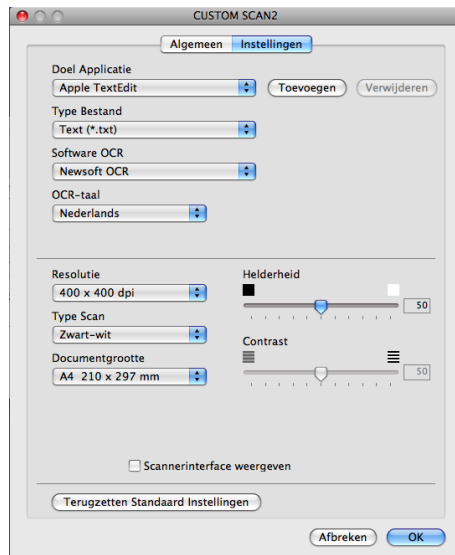 CUSTOM SCAN2
Algemeen Instellingen
Doel Applicatie
Apple TextEdit Toevoegen Verwijderen
Type Bestand
Text (*.txt)
Software OCR
Newsoft OCR
OCR-taal
Nederlands
Resolutie
400 x 400 dpi
Type Scan
Zwart-wit
Documentgrootte
A4 210 x 297 mm
Helderheid
50
Contrast
50
Scannerinterface weergeven
Terugzetten Standaard Instellingen
Afbreken OK